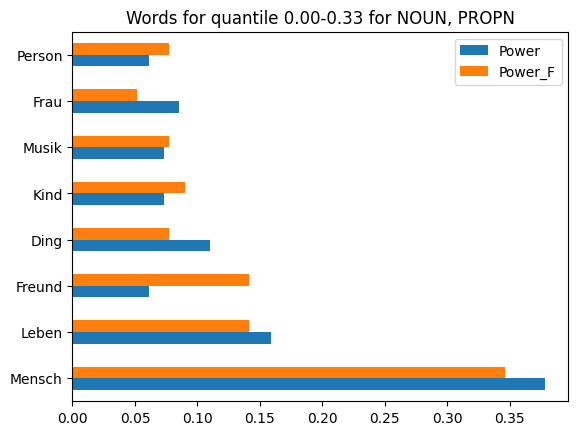 Words for quantile 0.00-0.33 for NOUN, PROPN
Power
Power_F
Person
Frau
Musik
Kind
Ding
Freund
Leben
Mensch
0.00 0.05 0.10 0.15 0.20 0.25 0.30 0.35